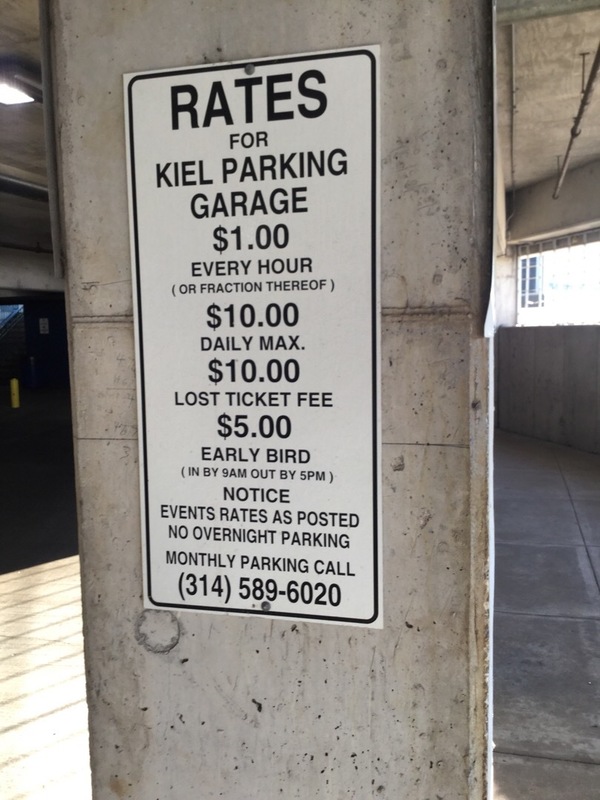 RATES
FOR
KIEL PARKING
GARAGE
$1.00
EVERY HOUR
( OR FRACTION THEREOF )
$10.00
DAILY MAX.
$10.00
LOST TICKET FEE
$5.00
EARLY BIRD
( IN BY 9AM OUT BY 5PM )
NOTICE
EVENTS RATES AS POSTED
NO OVERNIGHT PARKING
MONTHLY PARKING CALL
(314) 589-6020